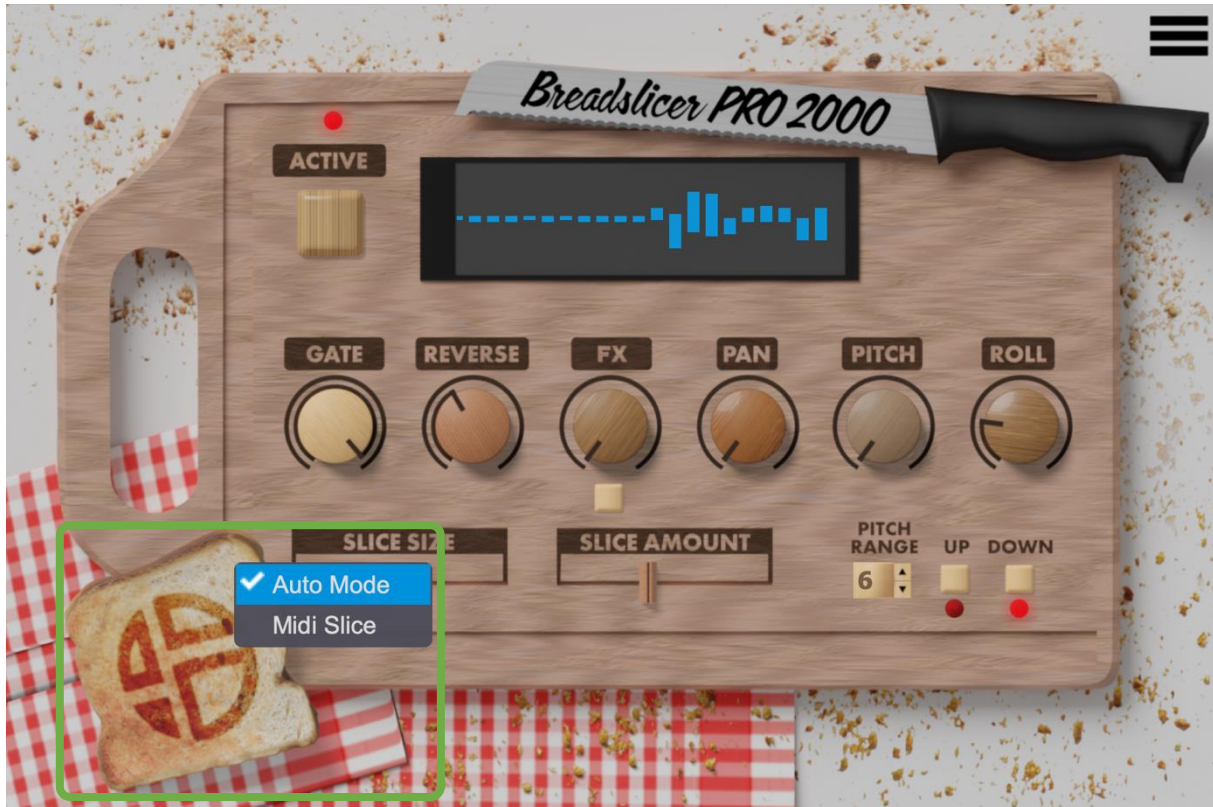 Breadslicer PRO 2000
ACTIVE
GATE
REVERSE
FX
PAN
PITCH
ROLL
SLICE SIZE
SLICE AMOUNT
PITCH
RANGE
UP
DOWN
6
Auto Mode
Midi Slice